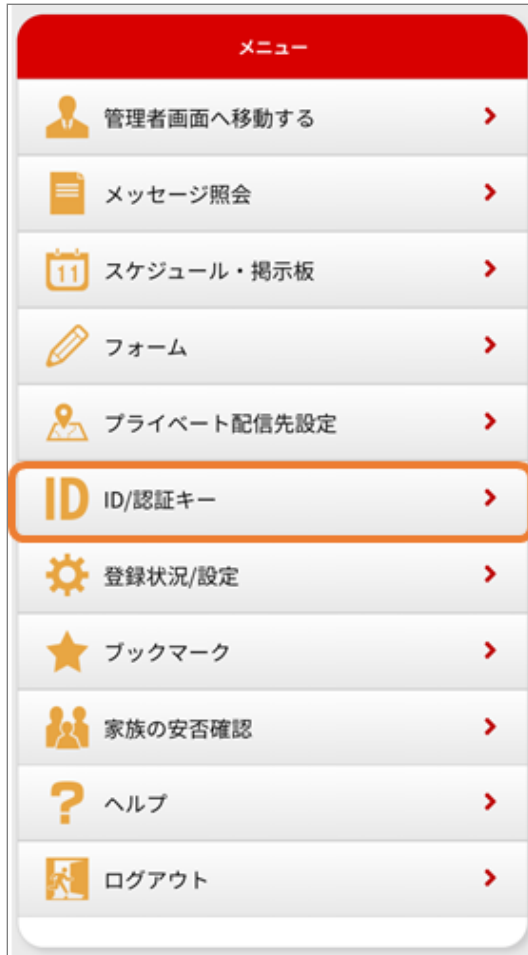 メニュー
管理者画面へ移動する
メッセージ照会
11
スケジュール・掲示板
フォーム
プライベート配信先設定
ID
ID/認証キー
登録状況/設定
ブックマーク
家族の安否確認
?
ヘルプ
ログアウト